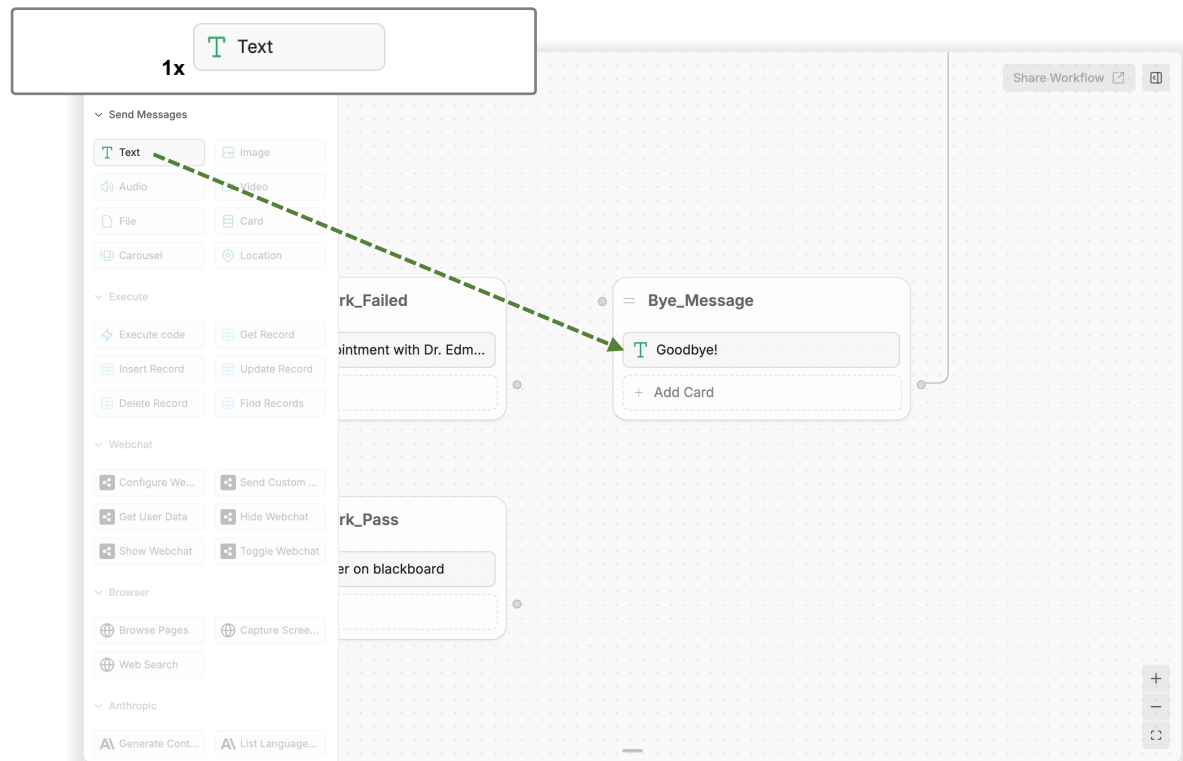 Text
1x
Share Workflow
Send Messages
Text
Image
Audio
Video
File
Card
Carousel
Location
Execute
Execute code
Get Record
Insert Record
Update Record
Delete Record
Find Records
Webchat
Configure We...
Send Custom ...
Get User Data
Hide Webchat
Show Webchat
Toggle Webchat
Browser
Browse Pages
Capture Scree...
Web Search
Anthropic
Generate Cont...
List Language...
rk_Failed
ointment with Dr. Edm...
Bye_Message
Goodbye!
+ Add Card
rk_Pass
er on blackboard